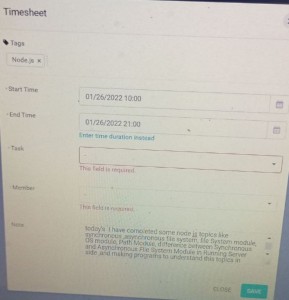 Timesheet
Tags
Node.js ×
Start Time
01/26/2022 10:00
End Time
01/26/2022 21:00
Enter time duration instead
Task
This field is required.
Member
This field is required.
Note
today's i have completed some node js topics like
synchronous, asynchronous file system, file System module,
OS module, Path Module, difference between Synchronous
and Asynchronous File System Module in Running Server
side ,and making programs to understand this topics in
CLOSE
SAVE